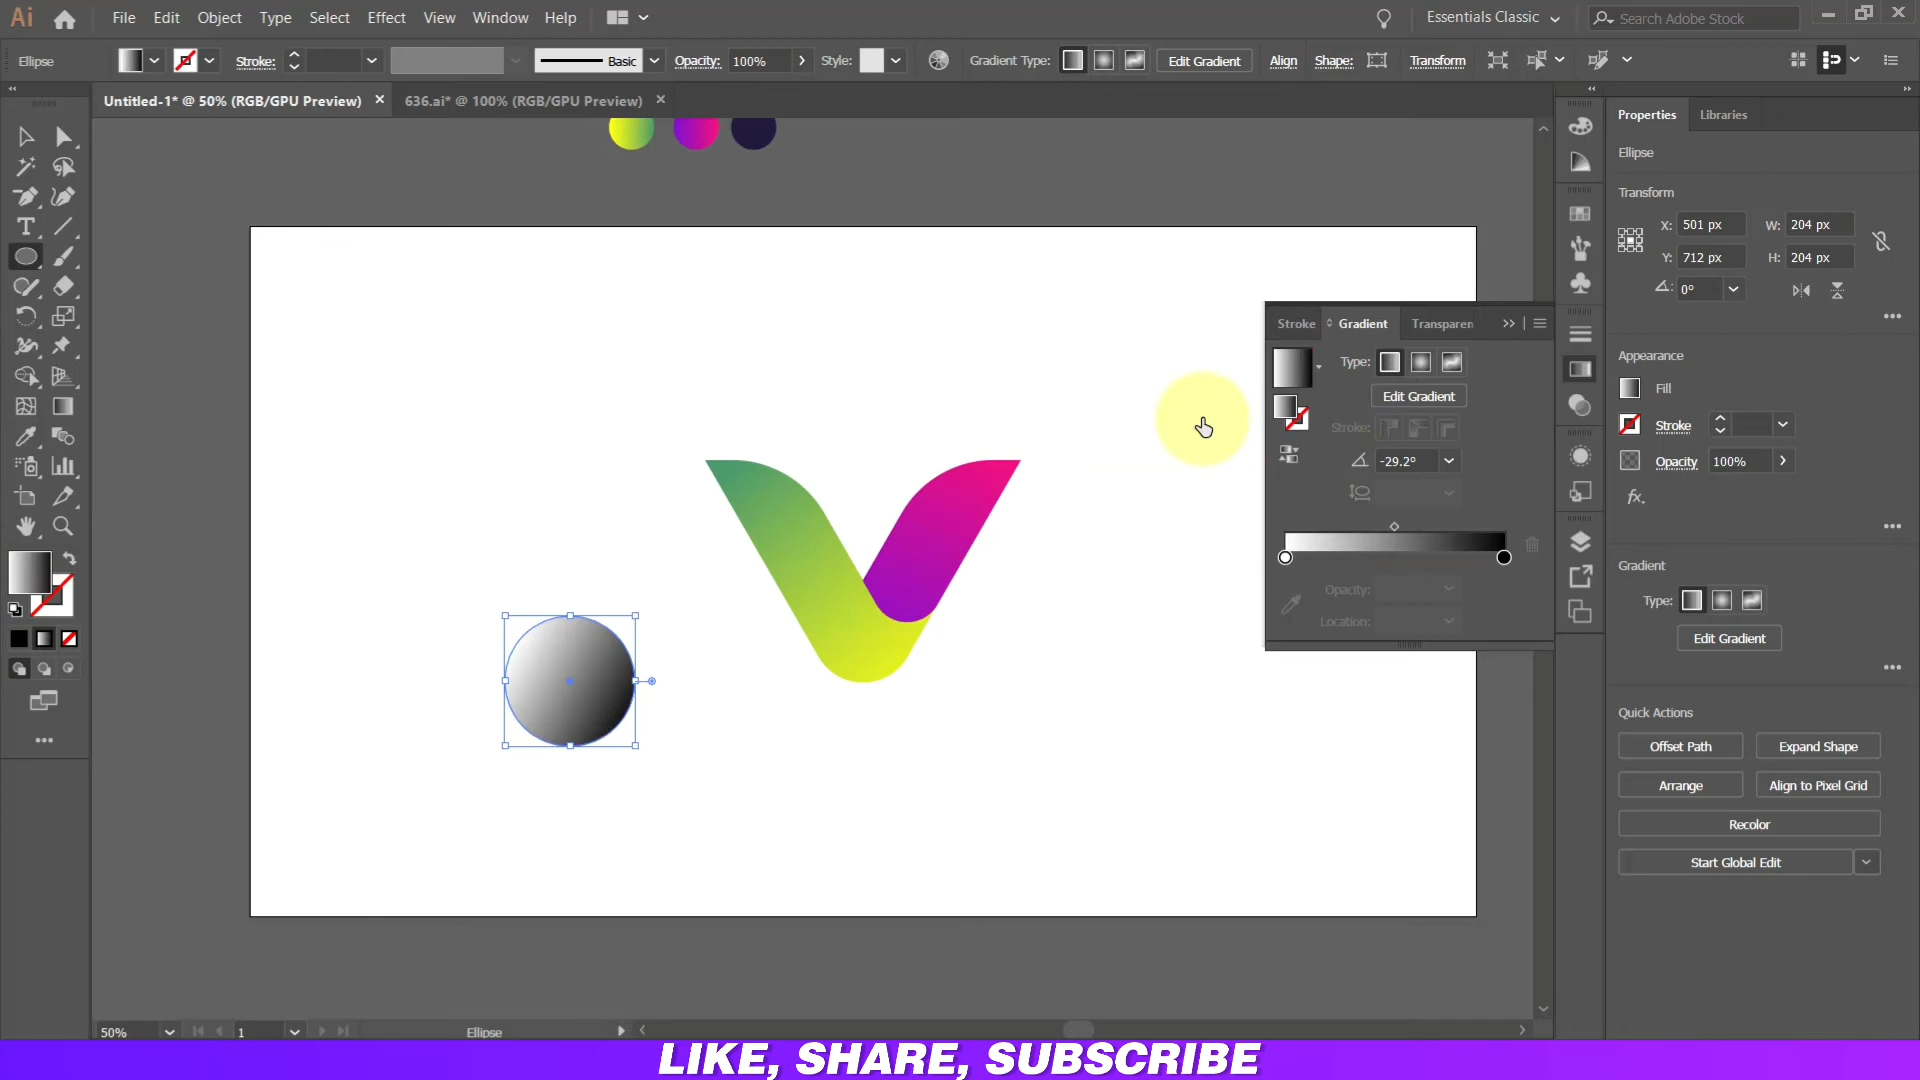 Ai File Edit Object Type Select Effect View Window Help Essentials Classic Search Adobe Stock
Ellipse Stroke: Basic Opacity: 100% Style: Gradient Type: Edit Gradient Align Shape: Transform
Untitled-1* @ 50% (RGB/GPU Preview) × 636.ai* @ 100% (RGB/GPU Preview) ×
Properties Libraries
Ellipse
Transform
X: 501 px W: 204 px
Y: 712 px H: 204 px
0°
Stroke Gradient Transparen
Type:
Edit Gradient
Stroke:
-29.2°
Opacity:
Location:
Appearance
Fill
Stroke
Opacity 100%
fx.
Gradient
Type:
Edit Gradient
Quick Actions
Offset Path Expand Shape
Arrange Align to Pixel Grid
Recolor
Start Global Edit
50% 1 Ellipse
LIKE, SHARE, SUBSCRIBE